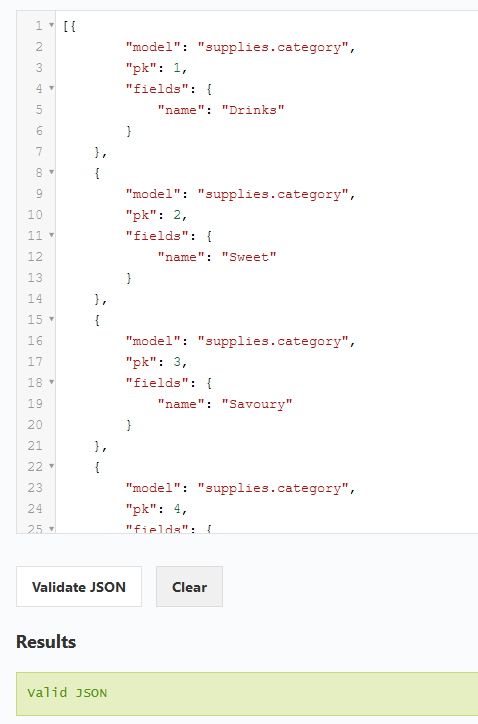 1 [{
2 "model": "supplies.category",
3 "pk": 1,
4 "fields": {
5 "name": "Drinks"
6 }
7 },
8 {
9 "model": "supplies.category",
10 "pk": 2,
11 "fields": {
12 "name": "Sweet"
13 }
14 },
15 {
16 "model": "supplies.category",
17 "pk": 3,
18 "fields": {
19 "name": "Savoury"
20 }
21 },
22 {
23 "model": "supplies.category",
24 "pk": 4,
25 "fields": {
Validate JSON Clear
Results
Valid JSON